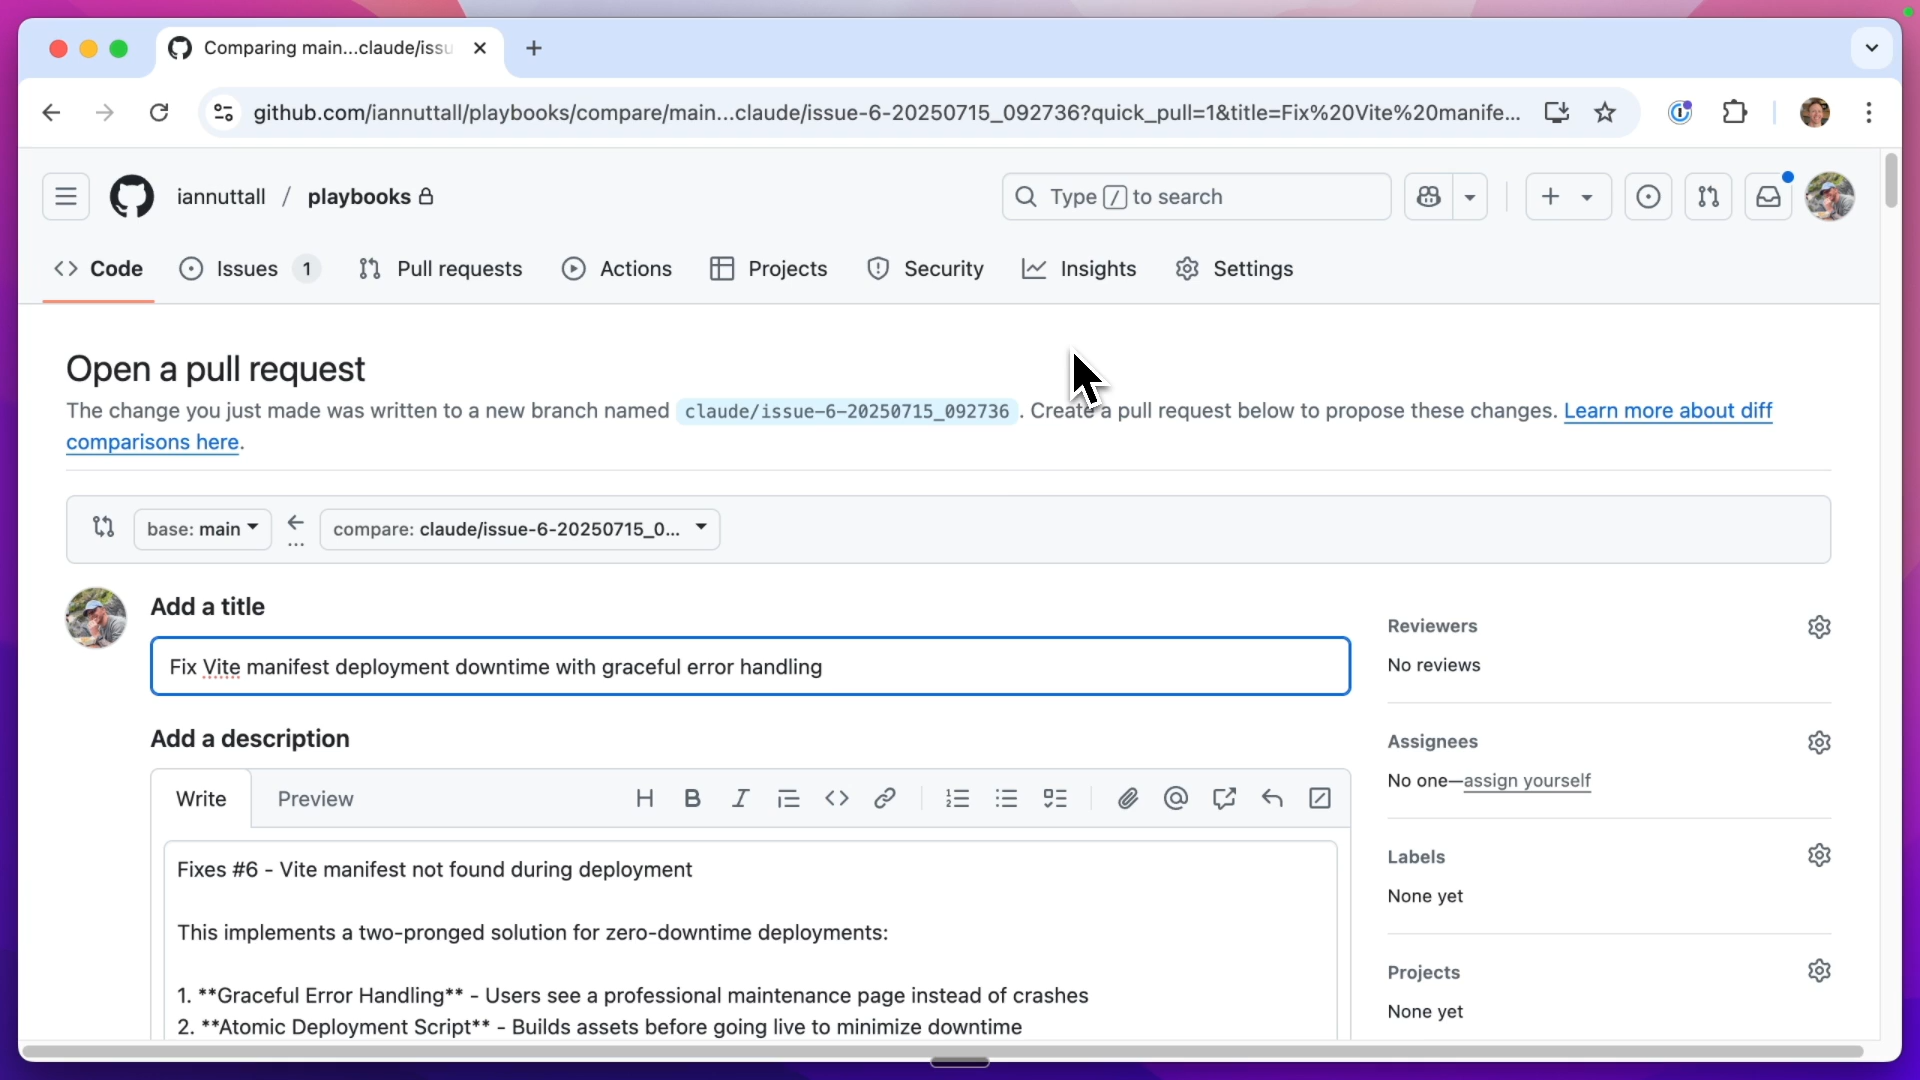 Comparing main...claude/issu
github.com/iannuttall/playbooks/compare/main...claude/issue-6-20250715_092736?quick_pull=1&title=Fix%20Vite%20manife...
iannuttall / playbooks
Type / to search
Code
Issues 1
Pull requests
Actions
Projects
Security
Insights
Settings
Open a pull request
The change you just made was written to a new branch named claude/issue-6-20250715_092736 . Create a pull request below to propose these changes. Learn more about diff
comparisons here.
base: main
compare: claude/issue-6-20250715_0...
Add a title
Fix Vite manifest deployment downtime with graceful error handling
Add a description
Write
Preview
Fixes #6 - Vite manifest not found during deployment
This implements a two-pronged solution for zero-downtime deployments:
1. **Graceful Error Handling** - Users see a professional maintenance page instead of crashes
2. **Atomic Deployment Script** - Builds assets before going live to minimize downtime
Reviewers
No reviews
Assignees
No one—assign yourself
Labels
None yet
Projects
None yet